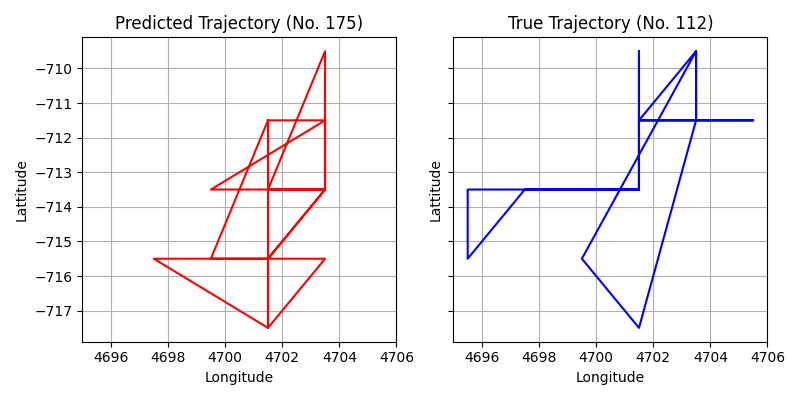 Predicted Trajectory (No. 175)
True Trajectory (No. 112)
Lattitude
−710
−711
−712
−713
−714
−715
−716
−717
4696 4698 4700 4702 4704 4706
Longitude
Lattitude
4696 4698 4700 4702 4704 4706
Longitude